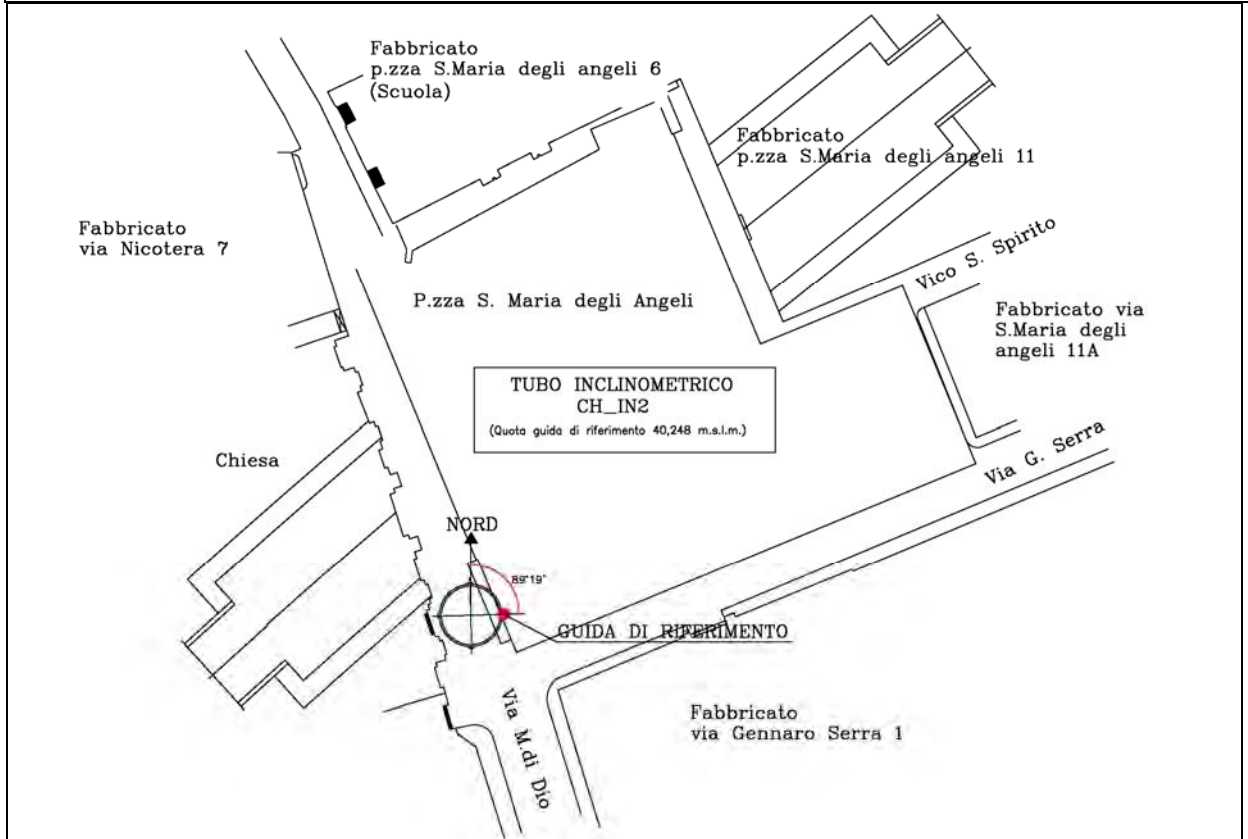 Fabbricato
p.zza S.Maria degli angeli 6
(Scuola)
Fabbricato
p.zza S.Maria degli angeli 11
Fabbricato
via Nicotera 7
Vico S. Spirito
P.zza S. Maria degli Angeli
Fabbricato via
S.Maria degli
angeli 11A
TUBO INCLINOMETRICO
CH_IN2
(Quota guida di riferimento 40,248 m.s.l.m.)
Via G. Serra
Chiesa
NORD
89°19'
GUIDA DI RIFERIMENTO
Via M.di Dio
Fabbricato
via Gennaro Serra 1